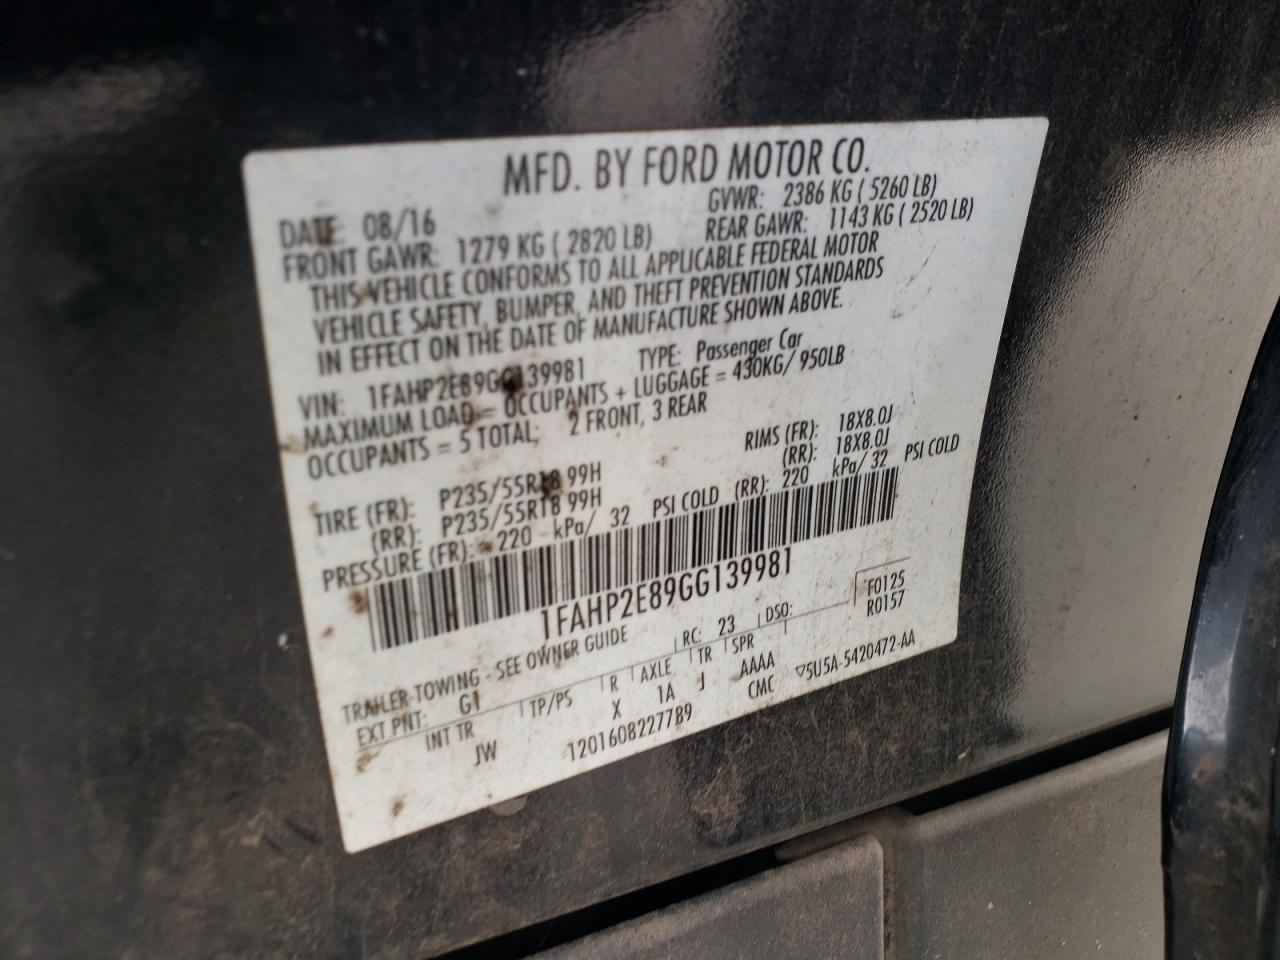 MFD. BY FORD MOTOR CO.
DATE: 08/16 GVWR: 2386 KG ( 5260 LB)
FRONT GAWR: 1279 KG ( 2820 LB) REAR GAWR: 1143 KG ( 2520 LB)
THIS VEHICLE CONFORMS TO ALL APPLICABLE FEDERAL MOTOR
VEHICLE SAFETY, BUMPER, AND THEFT PREVENTION STANDARDS
IN EFFECT ON THE DATE OF MANUFACTURE SHOWN ABOVE.
VIN: 1FAHP2E89GG139981 TYPE: Passenger Car
MAXIMUM LOAD = OCCUPANTS + LUGGAGE = 430KG/ 950LB
OCCUPANTS = 5 TOTAL; 2 FRONT, 3 REAR
TIRE (FR): P235/55R18 99H RIMS (FR): 18X8.0J
(RR): P235/55R18 99H (RR): 18X8.0J
PRESSURE (FR): 220 kPa/ 32 PSI COLD (RR): 220 kPa/ 32 PSI COLD
1FAHP2E89GG139981
TRAILER TOWING - SEE OWNER GUIDE F0125
EXT PNT: G1 RC: 23 DSO: R0157
INT TR TP/PS R AXLE TR SPR
JW X 1A J AAAA
1201608227789 CMC ▽5U5A-5420472-AA